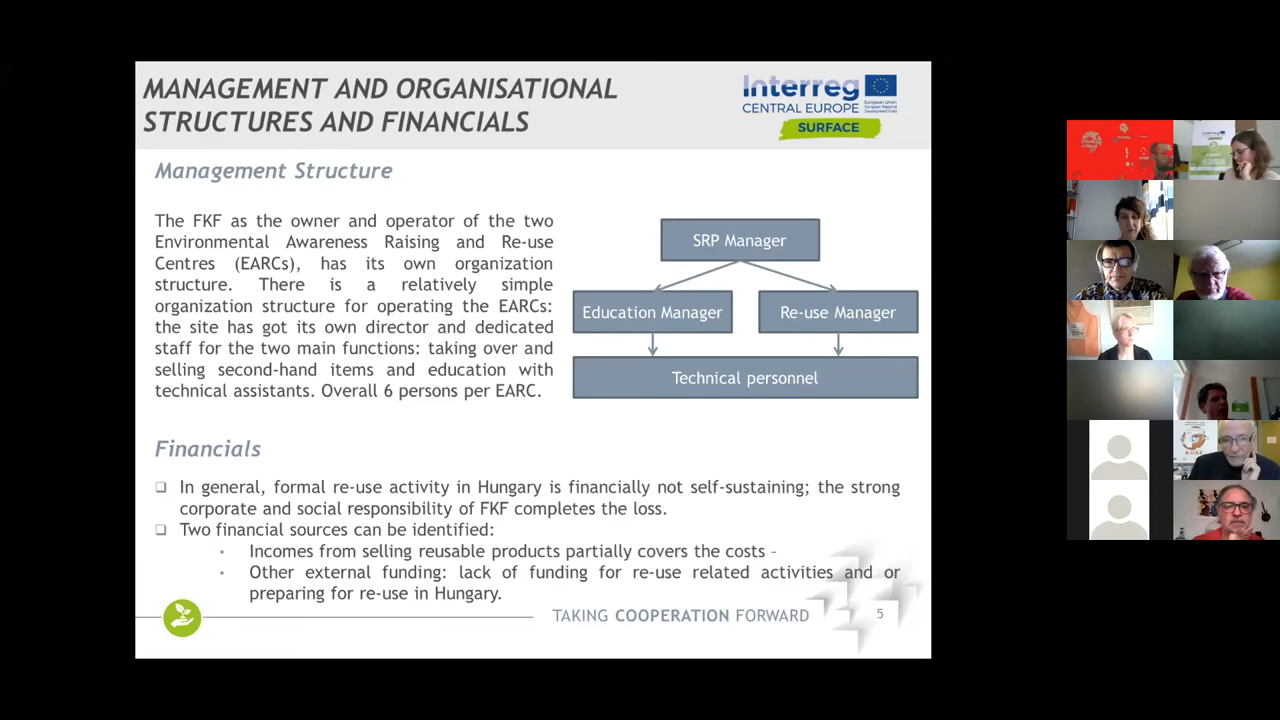 MANAGEMENT AND ORGANISATIONAL
STRUCTURES AND FINANCIALS
Interreg
CENTRAL EUROPE
European Union
European Regional
Development Fund
SURFACE
Management Structure
The FKF as the owner and operator of the two
Environmental Awareness Raising and Re-use
Centres (EARCs), has its own organization
structure. There is a relatively simple
organization structure for operating the EARCs:
the site has got its own director and dedicated
staff for the two main functions: taking over and
selling second-hand items and education with
technical assistants. Overall 6 persons per EARC.
SRP Manager
Education Manager
Re-use Manager
Technical personnel
Financials
❑ In general, formal re-use activity in Hungary is financially not self-sustaining; the strong
corporate and social responsibility of FKF completes the loss.
❑ Two financial sources can be identified:
• Incomes from selling reusable products partially covers the costs –
• Other external funding: lack of funding for re-use related activities and or
preparing for re-use in Hungary.
TAKING COOPERATION FORWARD
5
Interreg